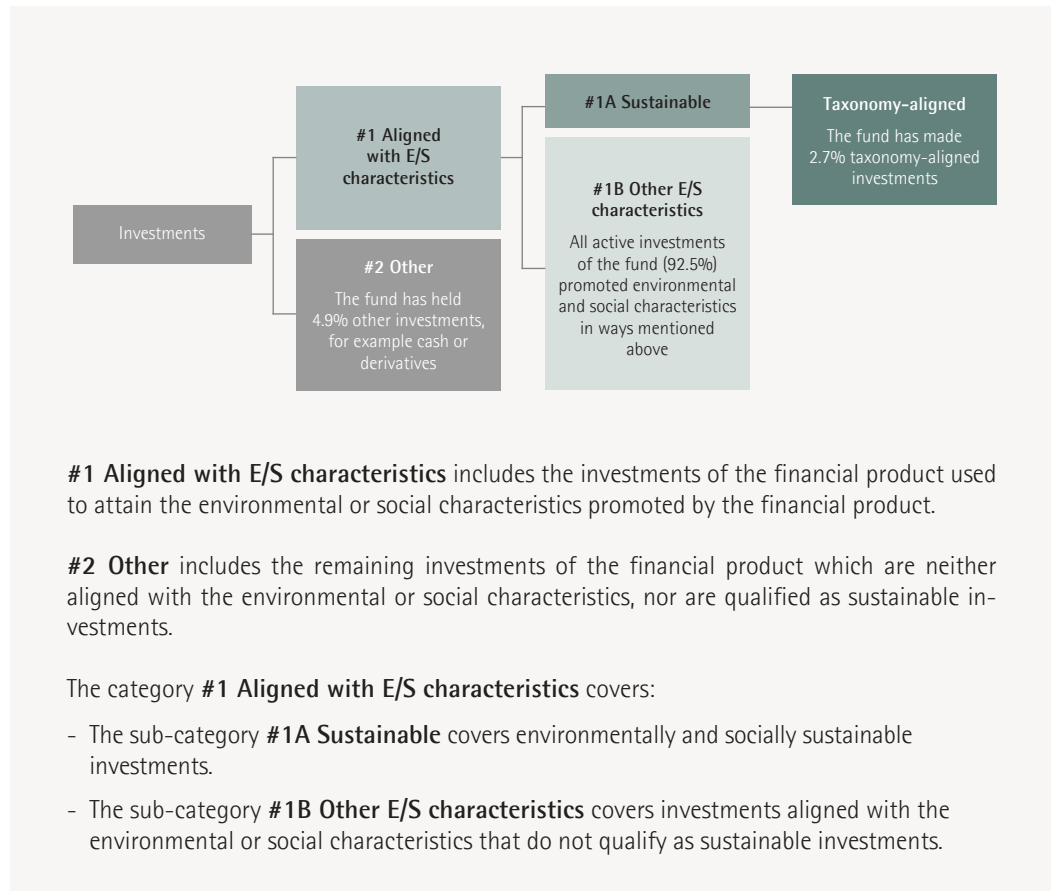 Investments
#1 Aligned
with E/S
characteristics
#2 Other
The fund has held
4.9% other investments,
for example cash or
derivatives
#1A Sustainable
#1B Other E/S
characteristics
All active investments
of the fund (92.5%)
promoted environmental
and social characteristics
in ways mentioned
above
Taxonomy-aligned
The fund has made
2.7% taxonomy-aligned
investments
#1 Aligned with E/S characteristics includes the investments of the financial product used
to attain the environmental or social characteristics promoted by the financial product.
#2 Other includes the remaining investments of the financial product which are neither
aligned with the environmental or social characteristics, nor are qualified as sustainable in-
vestments.
The category #1 Aligned with E/S characteristics covers:
- The sub-category #1A Sustainable covers environmentally and socially sustainable
investments.
- The sub-category #1B Other E/S characteristics covers investments aligned with the
environmental or social characteristics that do not qualify as sustainable investments.